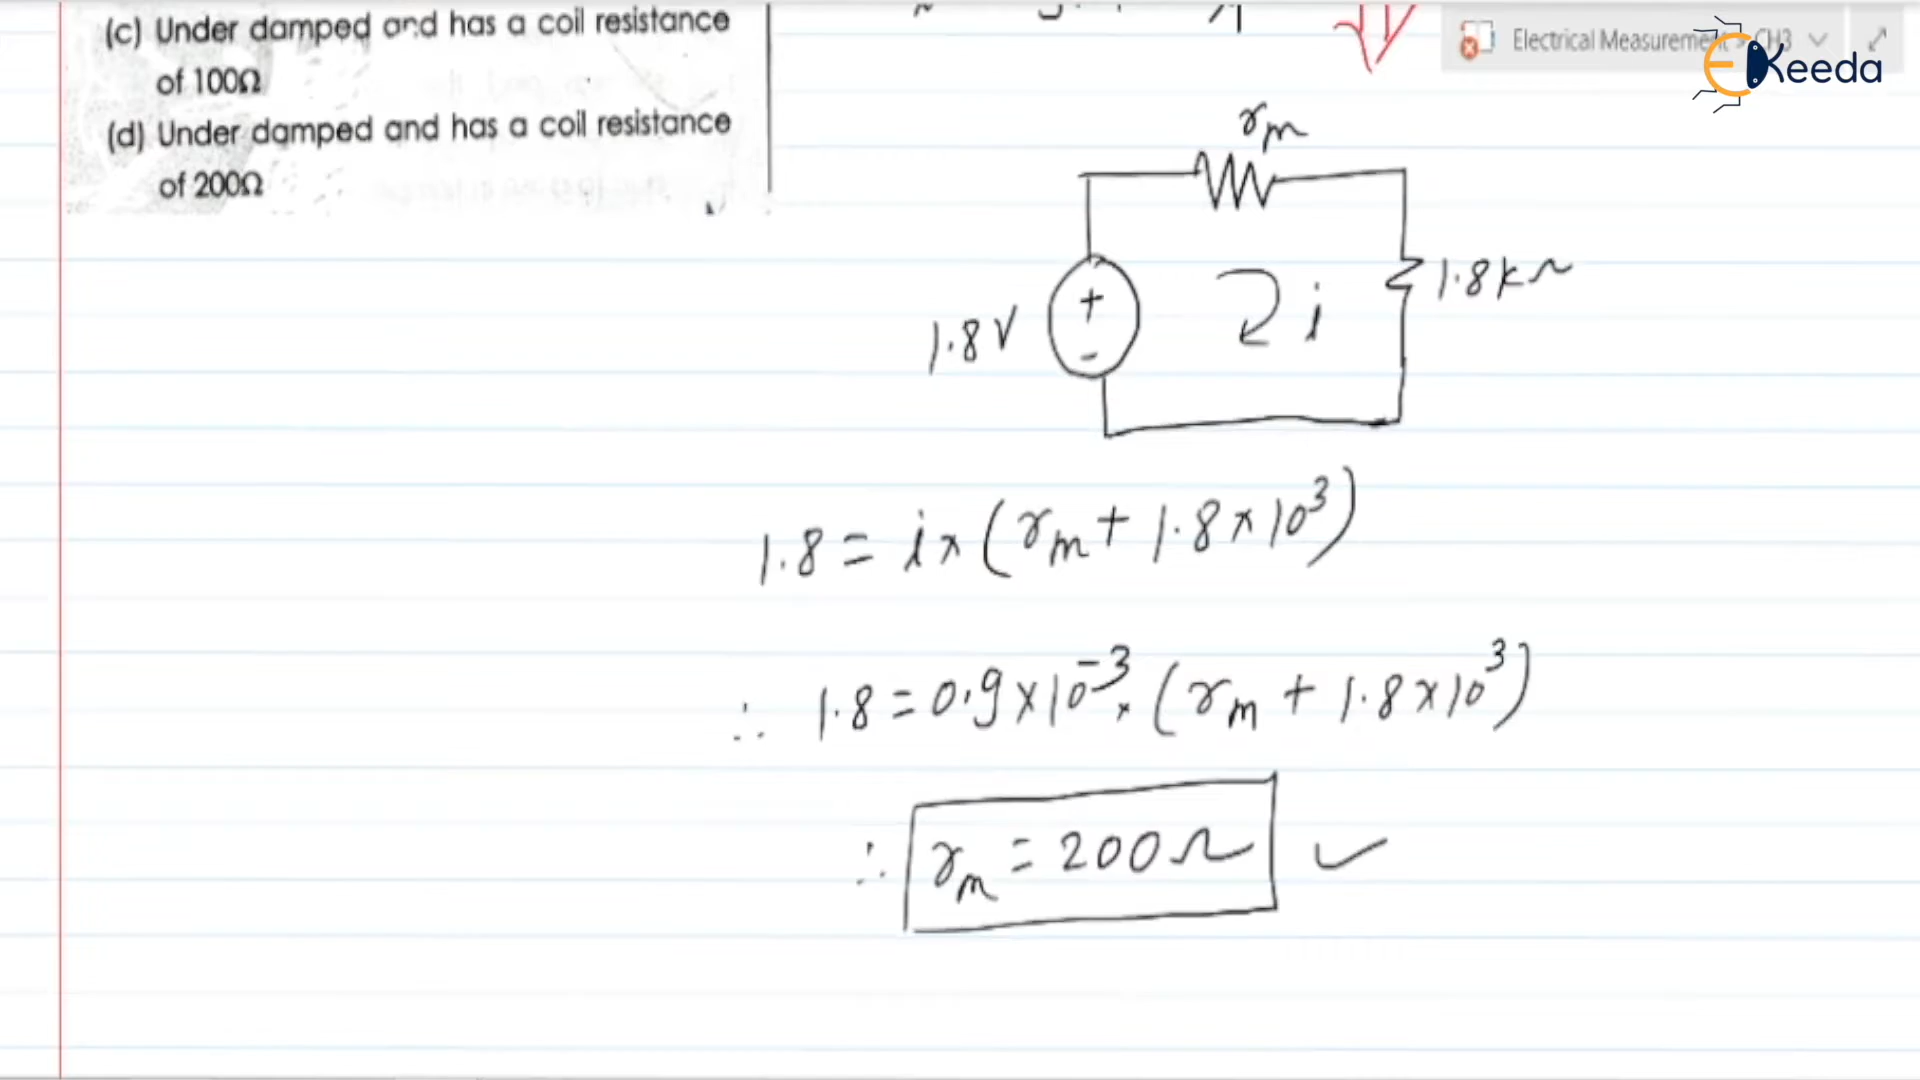 (c) Under damped and has a coil resistance
of 100Ω
(d) Under damped and has a coil resistance
of 200Ω
Electrical Measurement CH3
Keeda
rm
1.8V
+
-
i
1.8kΩ
1.8 = i × (rm + 1.8 × 10³)
∴ 1.8 = 0.9 × 10⁻³ × (rm + 1.8 × 10³)
∴ rm = 200Ω ✓